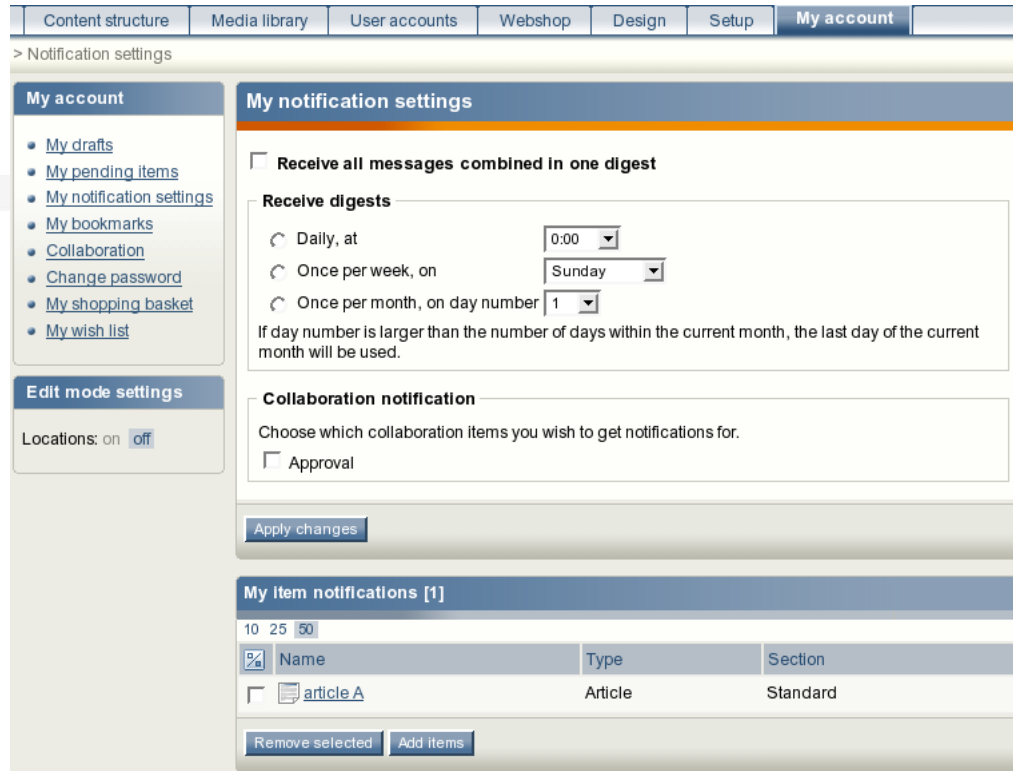 Content structure Media library User accounts Webshop Design Setup My account
> Notification settings
My account
My drafts
My pending items
My notification settings
My bookmarks
Collaboration
Change password
My shopping basket
My wish list
Edit mode settings
Locations: on off
My notification settings
Receive all messages combined in one digest
Receive digests
Daily, at 0:00
Once per week, on Sunday
Once per month, on day number 1
If day number is larger than the number of days within the current month, the last day of the current
month will be used.
Collaboration notification
Choose which collaboration items you wish to get notifications for.
Approval
Apply changes
My item notifications [1]
10 25 50
Name Type Section
article A Article Standard
Remove selected Add items